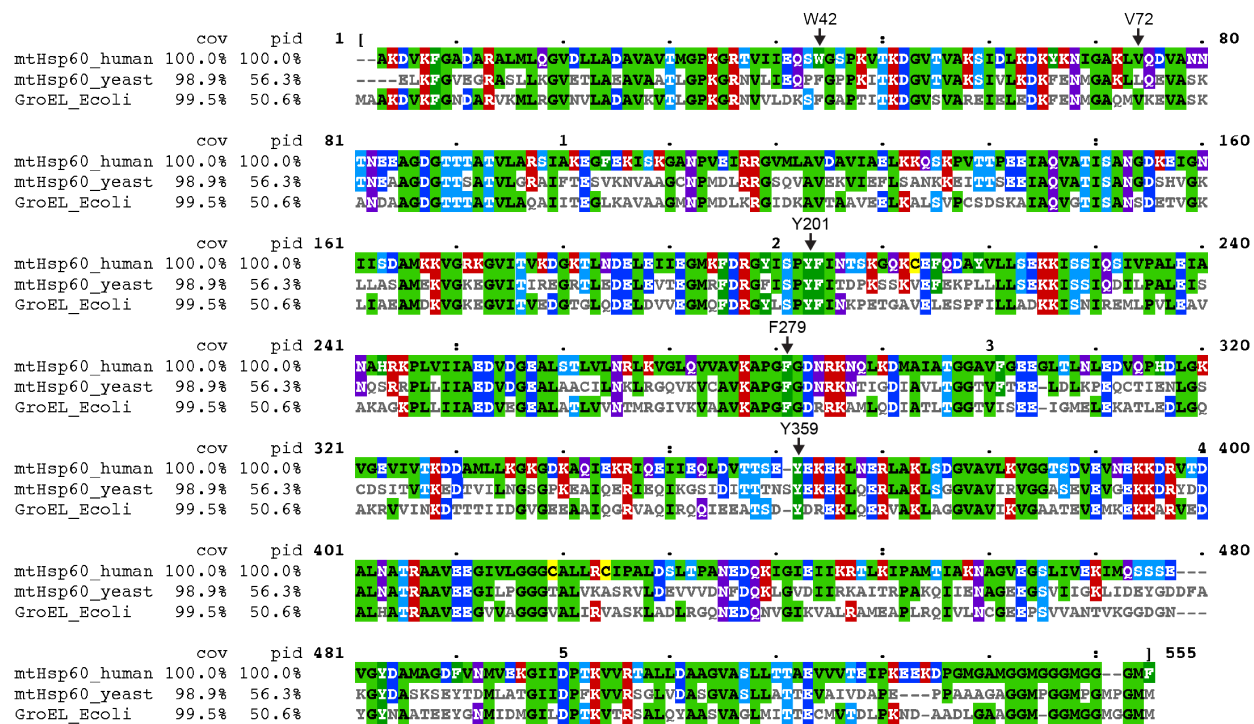 W42 V72
cov pid 1 [ . . . : . . . 80
mtHsp60_human 100.0% 100.0% --AKDVKFGADARALMLQGVDLLADAVAVTMGPKGRTVIIEQSWGSPKVTKDGVTVAKSIDLKDKYKNIGAKLVQDVANN
mtHsp60_yeast 98.9% 56.3% ----ELKFGVEGRASLLKGVETLAEAVAATLGPKGRNVLIEQPFGPPKITKDGVTVAKSIVLKDKFENMGAKLLQEVASK
GroEL_Ecoli 99.5% 50.6% MAAKDVKFGNDARVKMLRGVNVLADAVKVTLGPKGRNVVLDKSFGAPTITKDGVSVAREIELEDKFENMGAQMVKEVASK
cov pid 81 . 1 . . . . : . 160
mtHsp60_human 100.0% 100.0% TNEEAGDGTTTATVLARSIAKEGFEKISKGANPVEIRRGVMLAVDAVIAELKKQSKPVTTPEEIAQVATISANGDKEIGN
mtHsp60_yeast 98.9% 56.3% TNEAAGDGTTSATVLGRAIFTESVKNVAAGCNPMDLRRGSQVAVEKVIEFLSANKKEITTSEEIAQVATISANGDSHVGK
GroEL_Ecoli 99.5% 50.6% ANDAAGDGTTTATVLAQAIITEGLKAVAAGMNPMDLKRGIDKAVTAAVEELKALSVPCSDSKAIAQVGTISANSDETVGK
Y201
cov pid 161 . . . 2 . . . 240
mtHsp60_human 100.0% 100.0% IISDAMKKVGRKGVITVKDGKTLNDELEIIEGMKFDRGYISPYFINTSKGQKCEFQDAYVLLSEKKISSIQSIVPALEIA
mtHsp60_yeast 98.9% 56.3% LLASAMEKVGKEGVITIREGRTLEDELEVTEGMRFDRGFISPYFITDPKSSKVEFEKPLLLLSEKKISSIQDILPALEIS
GroEL_Ecoli 99.5% 50.6% LIAEAMDKVGKEGVITVEDGTGLQDELDVVEGMQFDRGYLSPYFINKPETGAVELESPFILLADKKISNIREMLPVLEAV
F279
cov pid 241 : . . . . 3 . 320
mtHsp60_human 100.0% 100.0% NAHRKPLVIIAEDVDGEALSTLVLNRLKVGLQVVAVKAPGFGDNRKNQLKDMAIATGGAVFGEEGLTLNLEDVQPHDLGK
mtHsp60_yeast 98.9% 56.3% NQSRRPLLIIAEDVDGEALAACILNKLRGQVKVCAVKAPGFGDNRKNTIGDIAVLTGGTVFTEE-LDLKPEQCTIENLGS
GroEL_Ecoli 99.5% 50.6% AKAGKPLLIIAEDVEGEALATLVVNTMRGIVKVAAVKAPGFGDRRKAMLQDIATLTGGTVISEE-IGMELEKATLEDLGQ
Y359
cov pid 321 . . : . . . 4 400
mtHsp60_human 100.0% 100.0% VGEVIVTKDDAMLLKGKGDKAQIEKRIQEIIEQLDVTTSE-YEKEKLNERLAKLSDGVAVLKVGGTSDVEVNEKKDRVTD
mtHsp60_yeast 98.9% 56.3% CDSITVTKEDTVILNGSGPKEAIQERIEQIKGSIDITTTNSYEKEKLQERLAKLSGGVAVIRVGGASEVEVGEKKDRYDD
GroEL_Ecoli 99.5% 50.6% AKRVVINKDTTTIIDGVGEEAAIQGRVAQIRQQIEEATSD-YDREKLQERVAKLAGGVAVIKVGAATEVEMKEKKARVED
cov pid 401 . . . . : . . 480
mtHsp60_human 100.0% 100.0% ALNATRAAVEEGIVLGGGCALLRCIPALDSLTPANEDQKIGIEIIKRTLKIPAMTIAKNAGVEGSLIVEKIMQSSSE---
mtHsp60_yeast 98.9% 56.3% ALNATRAAVEEGILPGGGTALVKASRVLDEVVVDNFDQKLGVDIIRKAITRPAKQIIENAGEEGSVIIGKLIDEYGDDFA
GroEL_Ecoli 99.5% 50.6% ALHATRAAVEEGVVAGGGVALIRVASKLADLRGQNEDQNVGIKVALRAMEAPLRQIVLNCGEEPSVVANTVKGGDGN---
cov pid 481 . 5 . . . . : ] 555
mtHsp60_human 100.0% 100.0% VGYDAMAGDFVNMVEKGIIDPTKVVRTALLDAAGVASLLTTAEVVVTEIPKEEKDPGMGAMGGMGGGMGG--GMF
mtHsp60_yeast 98.9% 56.3% KGYDASKSEYTDMLATGIIDPFKVVRSGLVDASGVASLLATTEVAIVDAPE---PPAAAGAGGMPGGMPGMPGMM
GroEL_Ecoli 99.5% 50.6% YGYNAATEEYGNMIDMGILDPTKVTRSALQYAASVAGLMITTECMVTDLPKND-AADLGAAGGM-GGMGGMGGMM